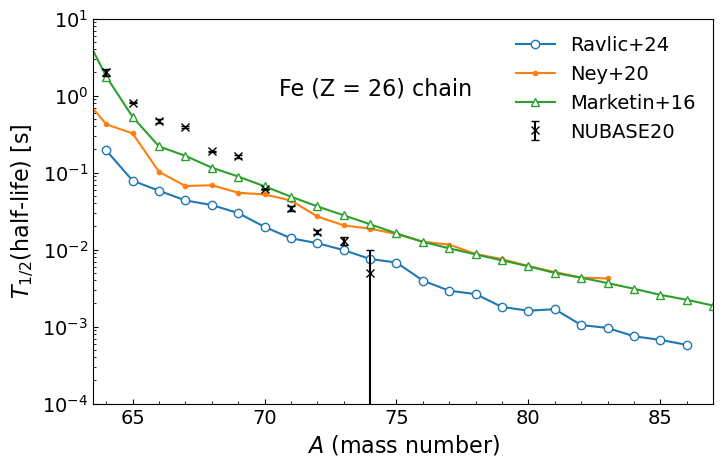 10¹
10⁰
10⁻¹
10⁻²
10⁻³
10⁻⁴
T₁/₂(half-life) [s]
Fe (Z = 26) chain
Ravlic+24
Ney+20
Marketin+16
NUBASE20
65 70 75 80 85
A (mass number)